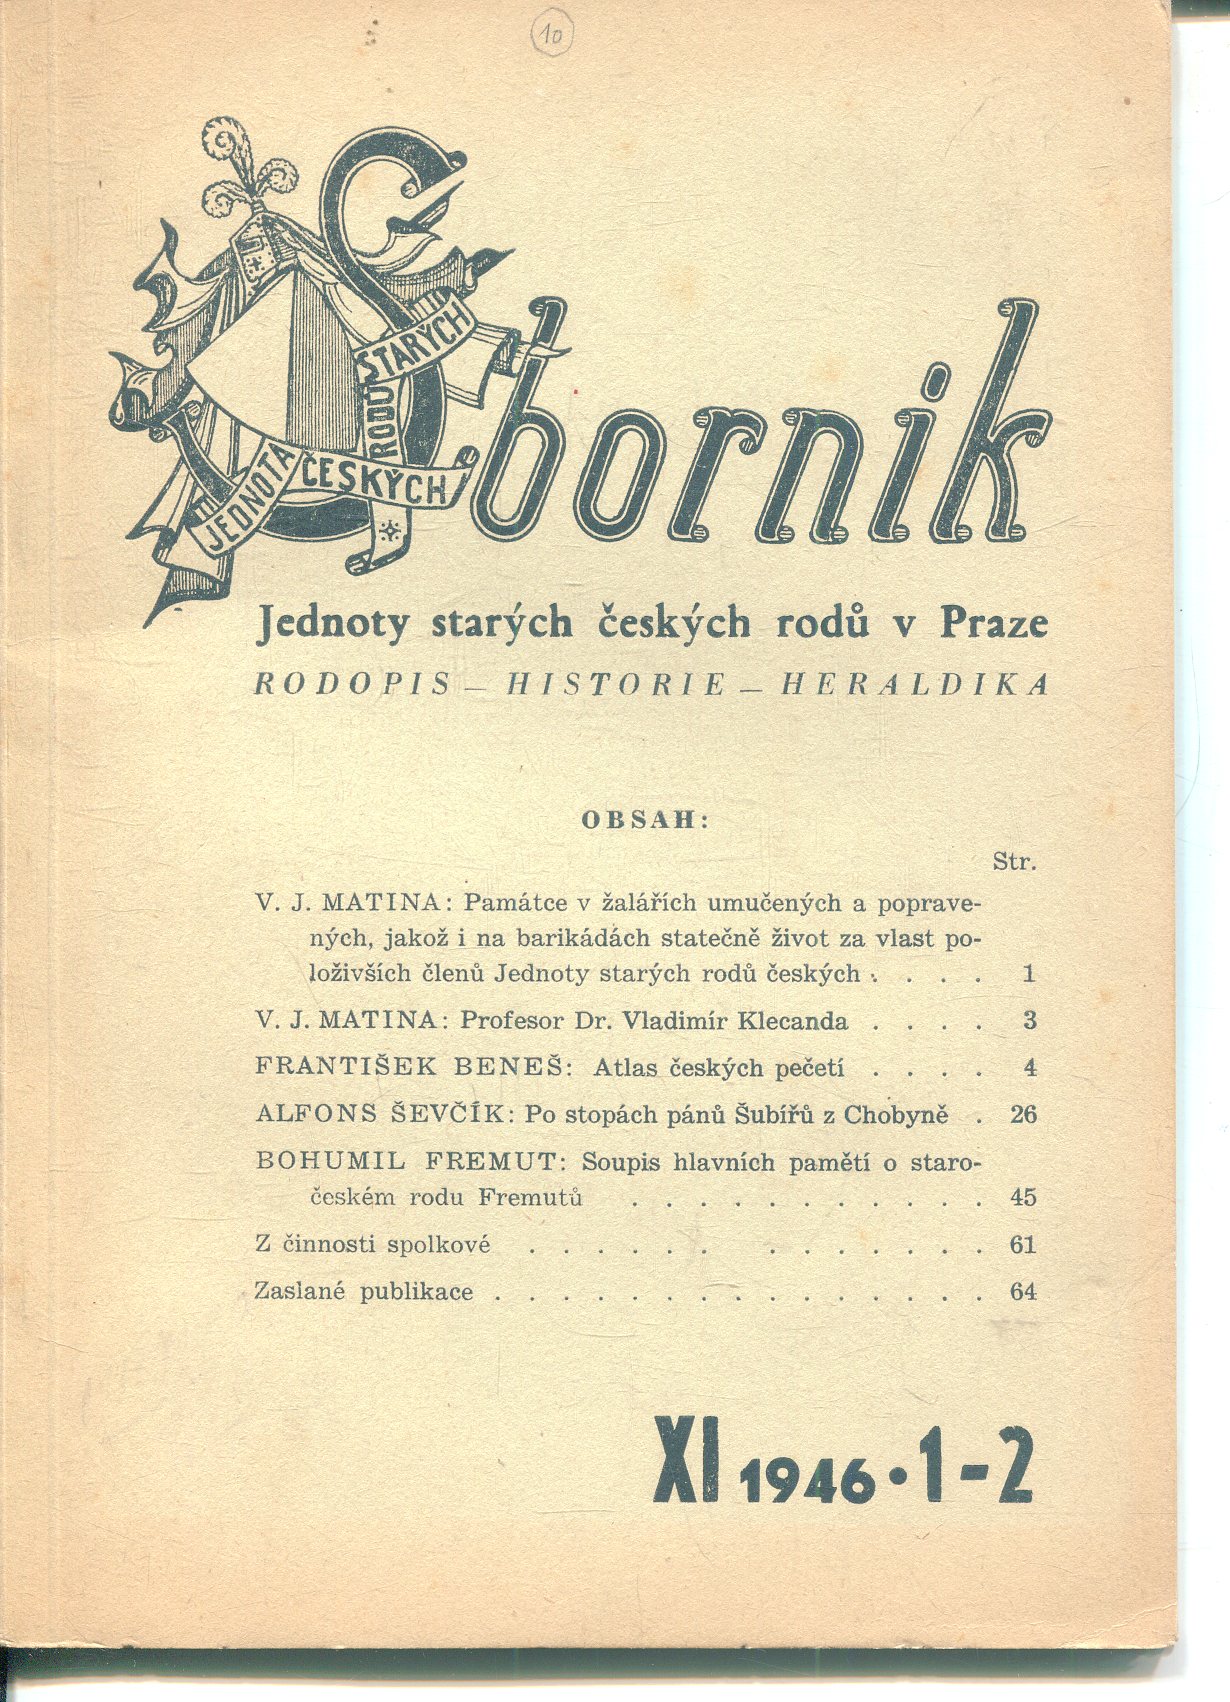 10
Sborník
STARÝCH
RODŮ
JEDNOTA ČESKÝCH
Jednoty starých českých rodů v Praze
RODOPIS — HISTORIE — HERALDIKA
OBSAH:
Str.
V. J. MATINA: Památce v žalářích umučených a poprave-
ných, jakož i na barikádách statečně život za vlast po-
loživších členů Jednoty starých rodů českých . . . . 1
V. J. MATINA: Profesor Dr. Vladimír Klecanda . . . . 3
FRANTIŠEK BENEŠ: Atlas českých pečetí . . . . 4
ALFONS ŠEVČÍK: Po stopách pánů Šubířů z Chobyně . 26
BOHUMIL FREMUT: Soupis hlavních pamětí o staro-
českém rodu Fremutů . . . . . . . . . . . 45
Z činnosti spolkové . . . . . . . . . . . . . 61
Zaslané publikace . . . . . . . . . . . . . . . 64
XI 1946 • 1-2